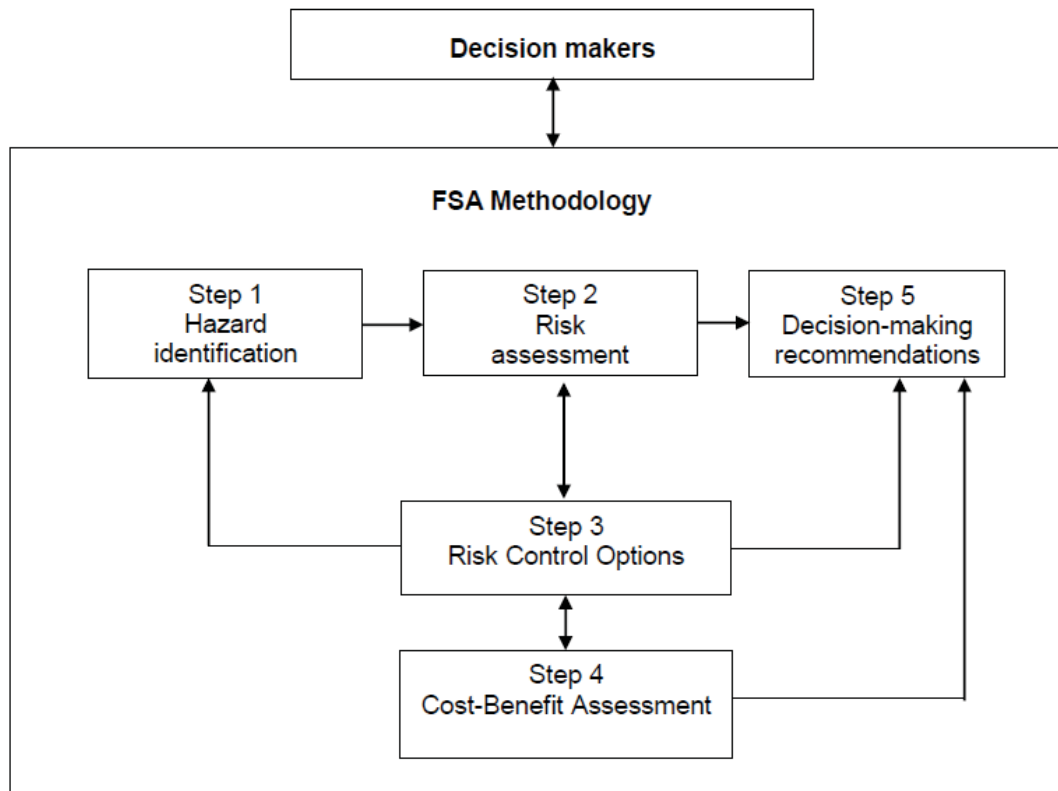 Decision makers
FSA Methodology
Step 1
Hazard
identification
Step 2
Risk
assessment
Step 5
Decision-making
recommendations
Step 3
Risk Control Options
Step 4
Cost-Benefit Assessment